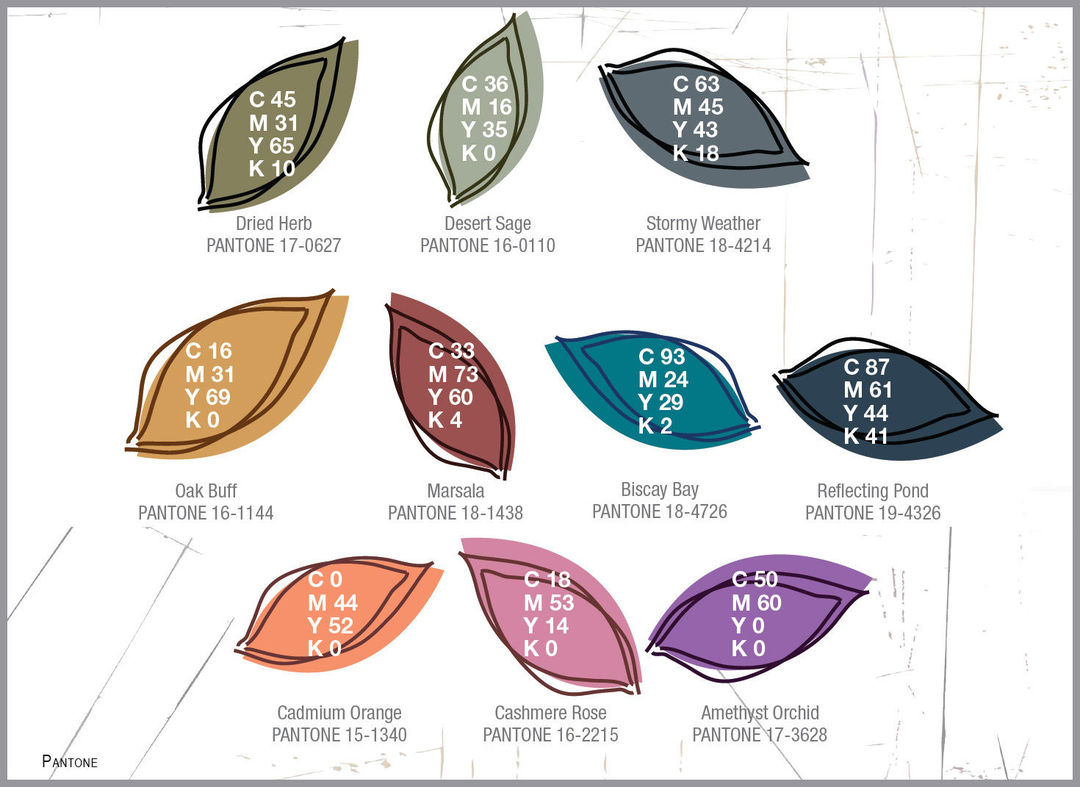 C 45
M 31
Y 65
K 10
Dried Herb
PANTONE 17-0627
C 36
M 16
Y 35
K 0
Desert Sage
PANTONE 16-0110
C 63
M 45
Y 43
K 18
Stormy Weather
PANTONE 18-4214
C 16
M 31
Y 69
K 0
Oak Buff
PANTONE 16-1144
C 33
M 73
Y 60
K 4
Marsala
PANTONE 18-1438
C 93
M 24
Y 29
K 2
Biscay Bay
PANTONE 18-4726
C 87
M 61
Y 44
K 41
Reflecting Pond
PANTONE 19-4326
C 0
M 44
Y 52
K 0
Cadmium Orange
PANTONE 15-1340
C 18
M 53
Y 14
K 0
Cashmere Rose
PANTONE 16-2215
C 50
M 60
Y 0
K 0
Amethyst Orchid
PANTONE 17-3628
PANTONE